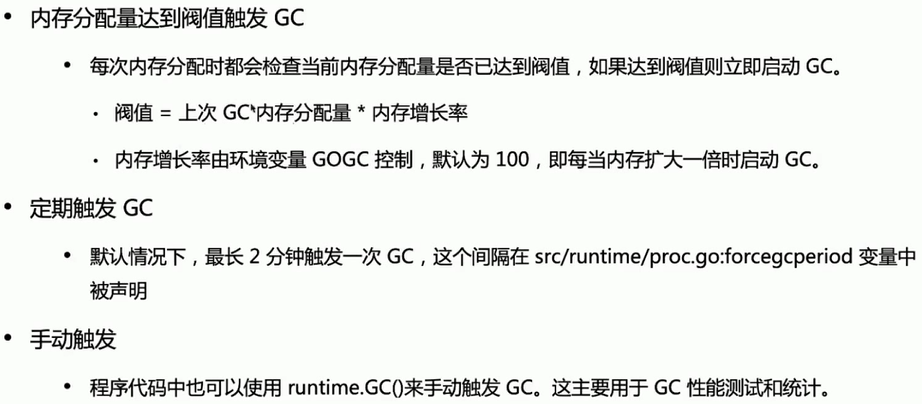 • 内存分配量达到阀值触发 GC
• 每次内存分配时都会检查当前内存分配量是否已达到阀值，如果达到阀值则立即启动 GC。
• 阀值 = 上次 GC 内存分配量 * 内存增长率
• 内存增长率由环境变量 GOGC 控制，默认为 100，即每当内存扩大一倍时启动 GC。
• 定期触发 GC
• 默认情况下，最长 2 分钟触发一次 GC，这个间隔在 src/runtime/proc.go:forcegcperiod 变量中
被声明
• 手动触发
• 程序代码中也可以使用 runtime.GC()来手动触发 GC。这主要用于 GC 性能测试和统计。